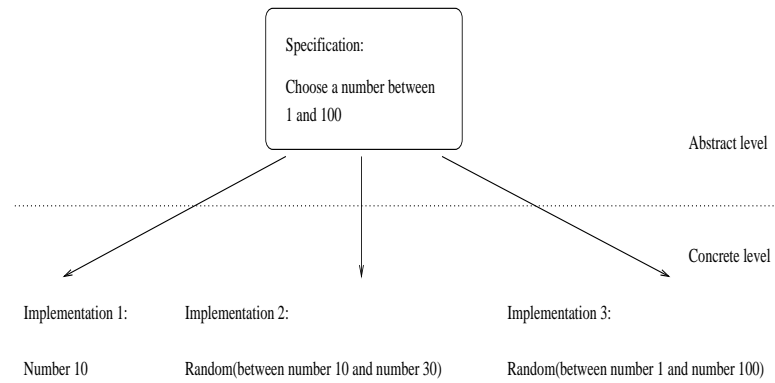 Specification:
Choose a number between
1 and 100
Abstract level
Concrete level
Implementation 1:
Implementation 2:
Implementation 3:
Number 10
Random(between number 10 and number 30)
Random(between number 1 and number 100)